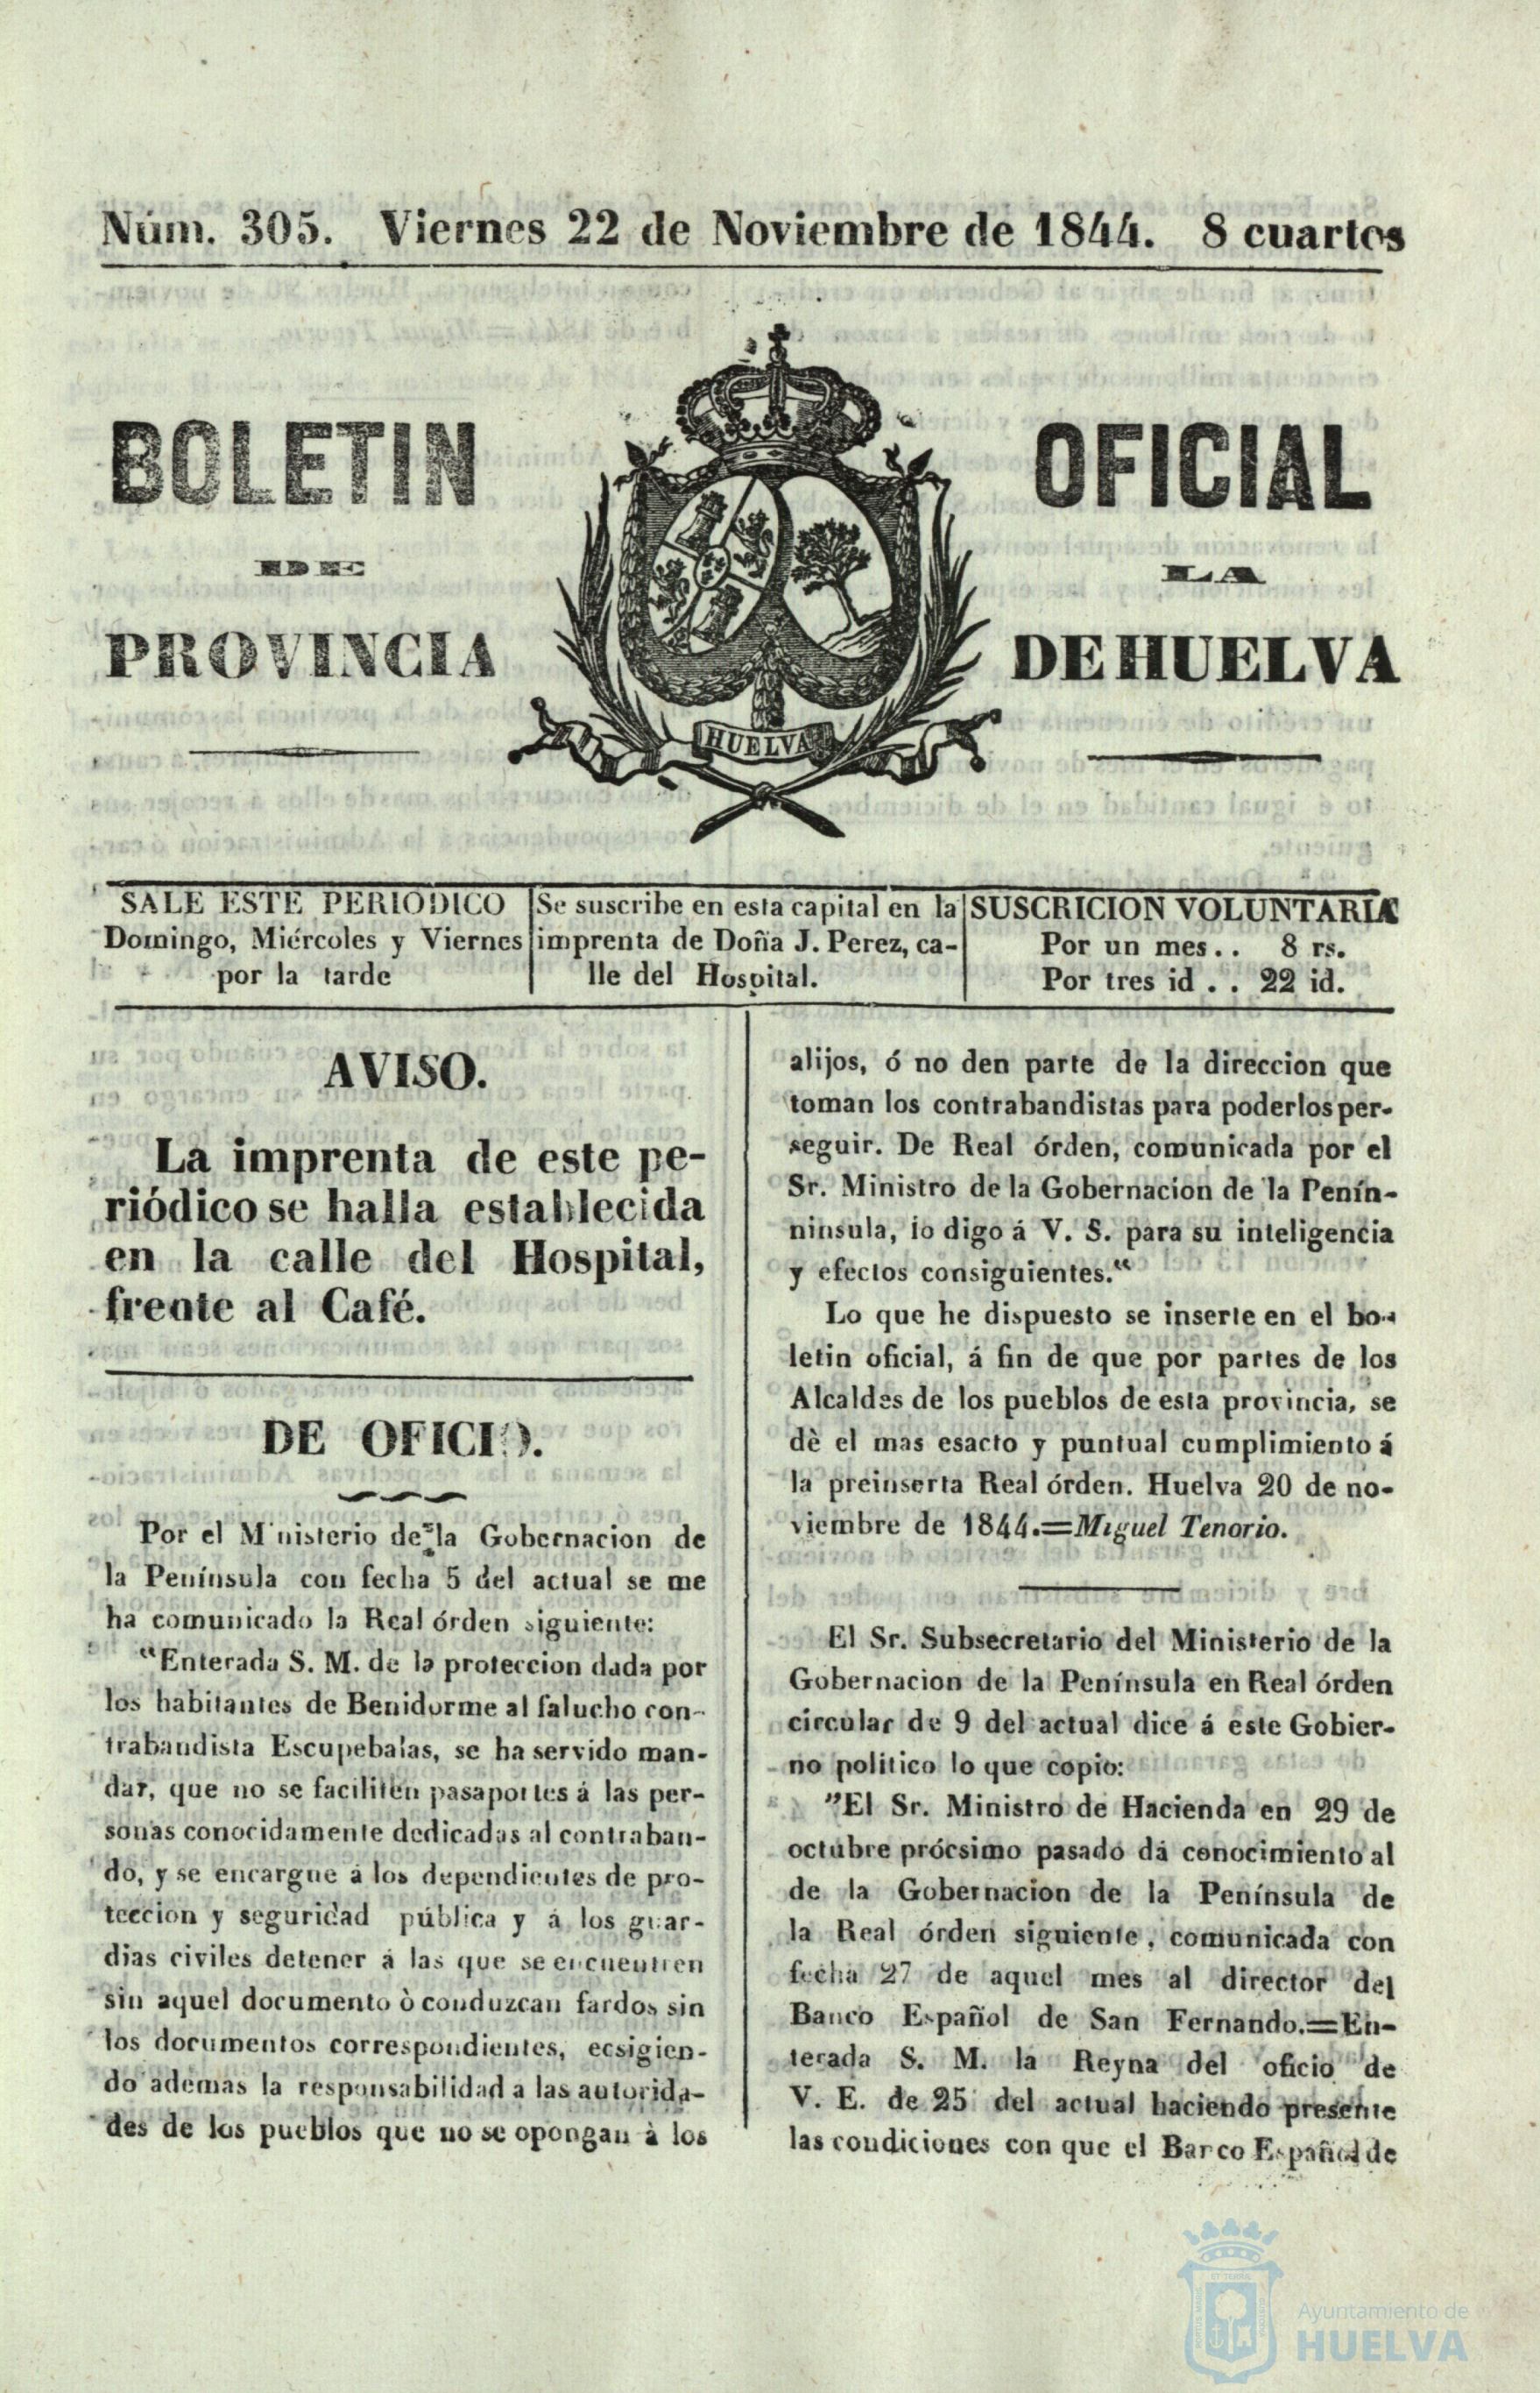 Núm. 305. Viernes 22 de Noviembre de 1844. 8 cuartos
BOLETIN OFICIAL
DE LA
PROVINCIA DE HUELVA
HUELVA
SALE ESTE PERIODICO
Domingo, Miércoles y Viernes
por la tarde
Se suscribe en esta capital en la
imprenta de Doña J. Perez, ca-
lle del Hospital.
SUSCRICION VOLUNTARIA
Por un mes.. 8 rs.
Por tres id . . 22 id.
AVISO.
La imprenta de este pe-
riódico se halla establecida
en la calle del Hospital,
frente al Café.
DE OFICIO.
Por el Ministerio de la Gobernacion de
la Península con fecha 5 del actual se me
ha comunicado la Real órden siguiente:
"Enterada S. M. de la proteccion dada por
los habitantes de Benidorme al falucho con-
trabandista Escupebalas, se ha servido man-
dar, que no se faciliten pasaportes á las per-
sonas conocidamente dedicadas al contraban-
do, y se encargue á los dependientes de pro-
teccion y seguridad pública y á los guar-
dias civiles detener á las que se encuentren
sin aquel documento ò conduzcan fardos sin
los documentos correspondientes, ecsigien-
do ademas la responsabilidad a las autorida-
des de los pueblos que no se opongan à los
alijos, ó no den parte de la direccion que
toman los contrabandistas para poderlos per-
seguir. De Real órden, comunicada por el
Sr. Ministro de la Gobernacion de la Penín-
ninsula, lo digo á V. S. para su inteligencia
y efectos consiguientes."
Lo que he dispuesto se inserte en el bo-
letin oficial, á fin de que por partes de los
Alcaldes de los pueblos de esta provincia, se
dè el mas esacto y puntual cumplimiento á
la preinserta Real órden. Huelva 20 de no-
viembre de 1844.=Miguel Tenorio.
El Sr. Subsecretario del Ministerio de la
Gobernacion de la Península en Real órden
circular de 9 del actual dice á este Gobier-
no politico lo que copio:
"El Sr. Ministro de Hacienda en 29 de
octubre prócsimo pasado dá conocimiento al
de la Gobernacion de la Península de
la Real órden siguiente, comunicada con
fecha 27 de aquel mes al director del
Banco Español de San Fernando.=En-
terada S. M. la Reyna del oficio de
V. E. de 25 del actual haciendo presente
las condiciones con que el Banco Español de
Ayuntamiento de
HUELVA